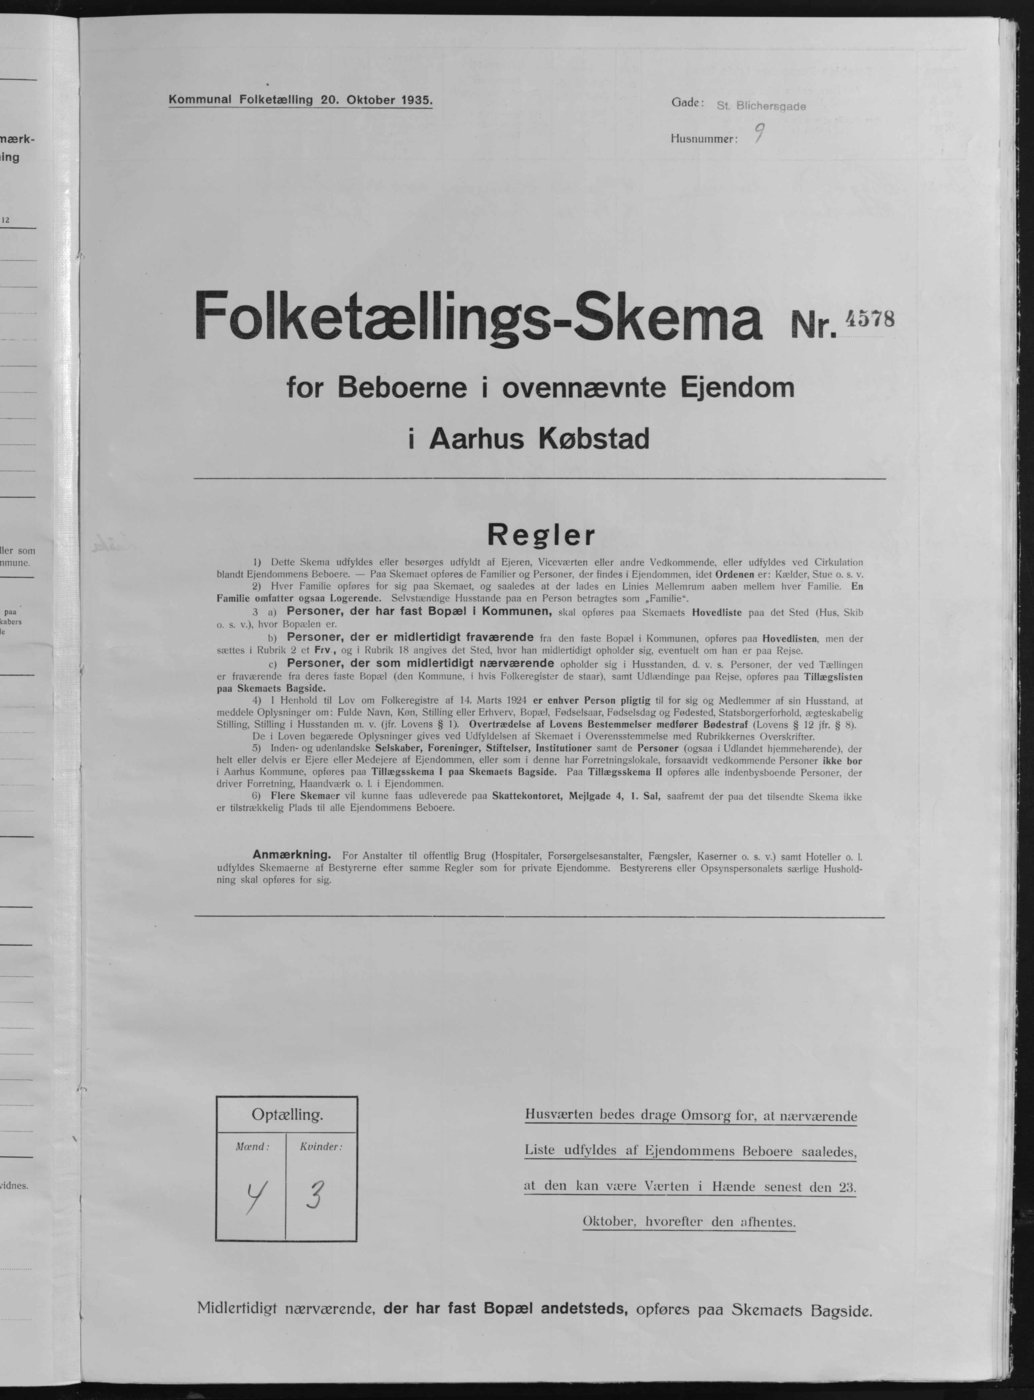 Kommunal Folketælling 20. Oktober 1935.
Gade: St. Blichersgade
Husnummer: 9
Folketællings-Skema Nr. 4578
for Beboerne i ovennævnte Ejendom
i Aarhus Købstad
Regler
1) Dette Skema udfyldes eller besørges udfyldt af Ejeren, Viceværten eller andre Vedkommende, eller udfyldes ved Cirkulation
blandt Ejendommens Beboere. — Paa Skemaet opføres de Familier og Personer, der findes i Ejendommen, idet Ordenen er: Kælder, Stue o. s. v.
2) Hver Familie opføres for sig paa Skemaet, og saaledes at der lades en Linies Mellemrum aaben mellem hver Familie. En
Familie omfatter ogsaa Logerende. Selvstændige Husstande paa en Person betragtes som „Familie“.
3 a) Personer, der har fast Bopæl i Kommunen, skal opføres paa Skemaets Hovedliste paa det Sted (Hus, Skib
o. s. v.), hvor Bopælen er.
b) Personer, der er midlertidigt fraværende fra den faste Bopæl i Kommunen, opføres paa Hovedlisten, men der
sættes i Rubrik 2 et Frv., og i Rubrik 18 angives det Sted, hvor han midlertidigt opholder sig, eventuelt om han er paa Rejse.
c) Personer, der som midlertidigt nærværende opholder sig i Husstanden, d. v. s. Personer, der ved Tællingen
er fraværende fra deres faste Bopæl (den Kommune, i hvis Folkeregister de staar), samt Udlændinge paa Rejse, opføres paa Tillægslisten
paa Skemaets Bagside.
4) I Henhold til Lov om Folkeregistre af 14. Marts 1924 er enhver Person pligtig til for sig og Medlemmer af sin Husstand, at
meddele Oplysninger om: Fulde Navn, Køn, Stilling eller Erhverv, Bopæl, Fødselsaar, Fødselsdag og Fødested, Statsborgerforhold, ægteskabelig
Stilling, Stilling i Husstanden m. v. (jfr. Lovens § 1). Overtrædelse af Lovens Bestemmelser medfører Bødestraf (Lovens § 12 jfr. § 8).
De i Loven begærede Oplysninger gives ved Udfyldelsen af Skemaet i Overensstemmelse med Rubrikkernes Overskrifter.
5) Inden- og udenlandske Selskaber, Foreninger, Stiftelser, Institutioner samt de Personer (ogsaa i Udlandet hjemmehørende), der
helt eller delvis er Ejere eller Medejere af Ejendommen, eller som i denne har Forretningslokale, forsaavidt vedkommende Personer ikke bor
i Aarhus Kommune, opføres paa Tillægsskema I paa Skemaets Bagside. Paa Tillægsskema II opføres alle indenbysboende Personer, der
driver Forretning, Haandværk o. l. i Ejendommen.
6) Flere Skemaer vil kunne faas udleverede paa Skattekontoret, Mejlgade 4, 1. Sal, saafremt der paa det tilsendte Skema ikke
er tilstrækkelig Plads til alle Ejendommens Beboere.
Anmærkning. For Anstalter til offentlig Brug (Hospitaler, Forsørgelsesanstalter, Fængsler, Kaserner o. s. v.) samt Hoteller o. l.
udfyldes Skemaerne af Bestyrerne efter samme Regler som for private Ejendomme. Bestyrerens eller Opsynspersonalets særlige Hushold-
ning skal opføres for sig.
Optælling.
Mænd: Kvinder:
4 3
Husværten bedes drage Omsorg for, at nærværende
Liste udfyldes af Ejendommens Beboere saaledes,
at den kan være Værten i Hænde senest den 23.
Oktober, hvorefter den afhentes.
Midlertidigt nærværende, der har fast Bopæl andetsteds, opføres paa Skemaets Bagside.